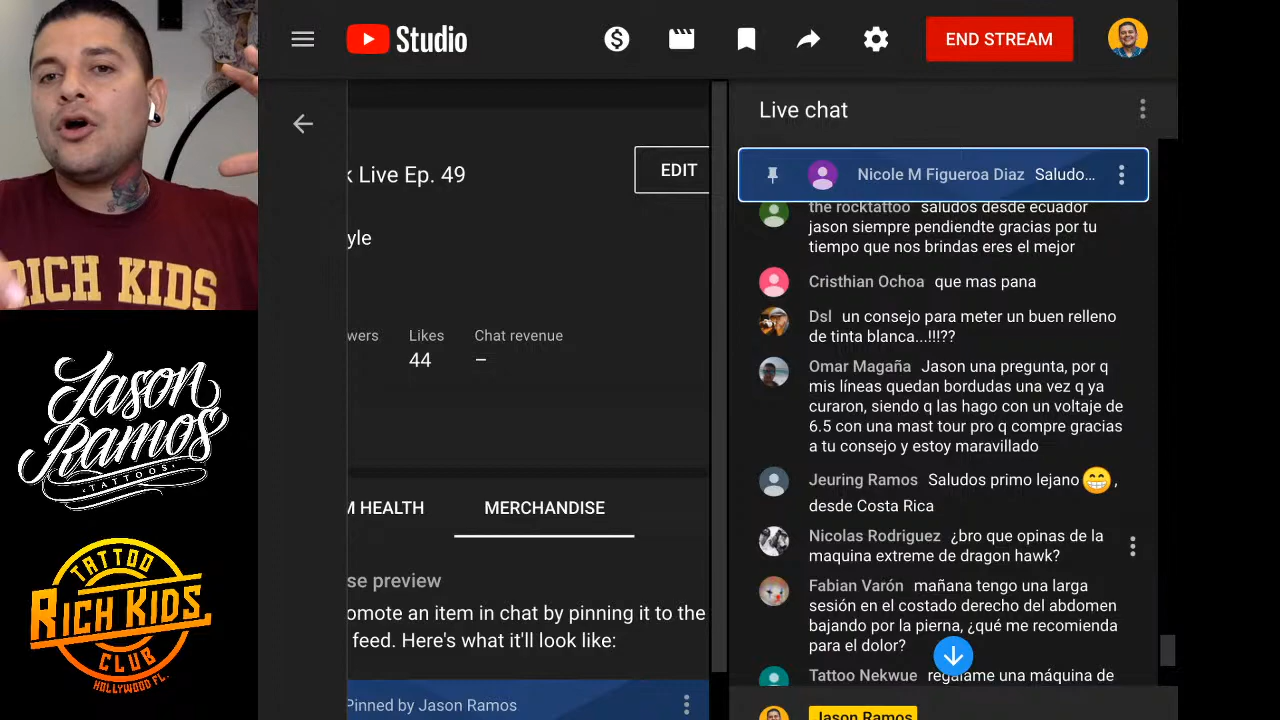 Studio
END STREAM
k Live Ep. 49
EDIT
yle
wers
Likes
Chat revenue
44
–
M HEALTH
MERCHANDISE
se preview
omote an item in chat by pinning it to the
feed. Here's what it'll look like:
Pinned by Jason Ramos
Live chat
Nicole M Figueroa Diaz Saludo...
the rocktattoo saludos desde ecuador
jason siempre pendiendte gracias por tu
tiempo que nos brindas eres el mejor
Cristhian Ochoa que mas pana
Dsl un consejo para meter un buen relleno
de tinta blanca...!!!??
Omar Magaña Jason una pregunta, por q
mis líneas quedan bordudas una vez q ya
curaron, siendo q las hago con un voltaje de
6.5 con una mast tour pro q compre gracias
a tu consejo y estoy maravillado
Jeuring Ramos Saludos primo lejano😁,
desde Costa Rica
Nicolas Rodriguez ¿bro que opinas de la
maquina extreme de dragon hawk?
Fabian Varón mañana tengo una larga
sesión en el costado derecho del abdomen
bajando por la pierna, ¿qué me recomienda
para el dolor?
Tattoo Nekwue regálame una máquina de
Jason Ramos
RICH KIDS
Jason
Ramos
TATTOOS
TATTOO
RICH KIDS
CLUB
HOLLYWOOD FL.